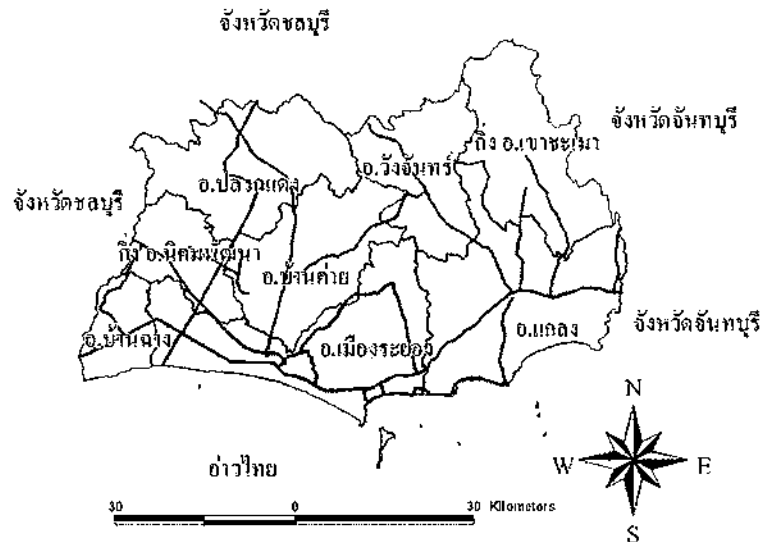 จังหวัดชลบุรี
จังหวัดจันทบุรี
กิ่ง อ.เขาชะเมา
อ.วังจันทร์
อ.ปลวกแดง
จังหวัดชลบุรี
กิ่ง อ.นิคมพัฒนา
อ.บ้านค่าย
จังหวัดจันทบุรี
อ.แกลง
อ.บ้านฉาง
อ.เมืองระยอง
N
W E
S
อ่าวไทย
30 0 30 Kilometers